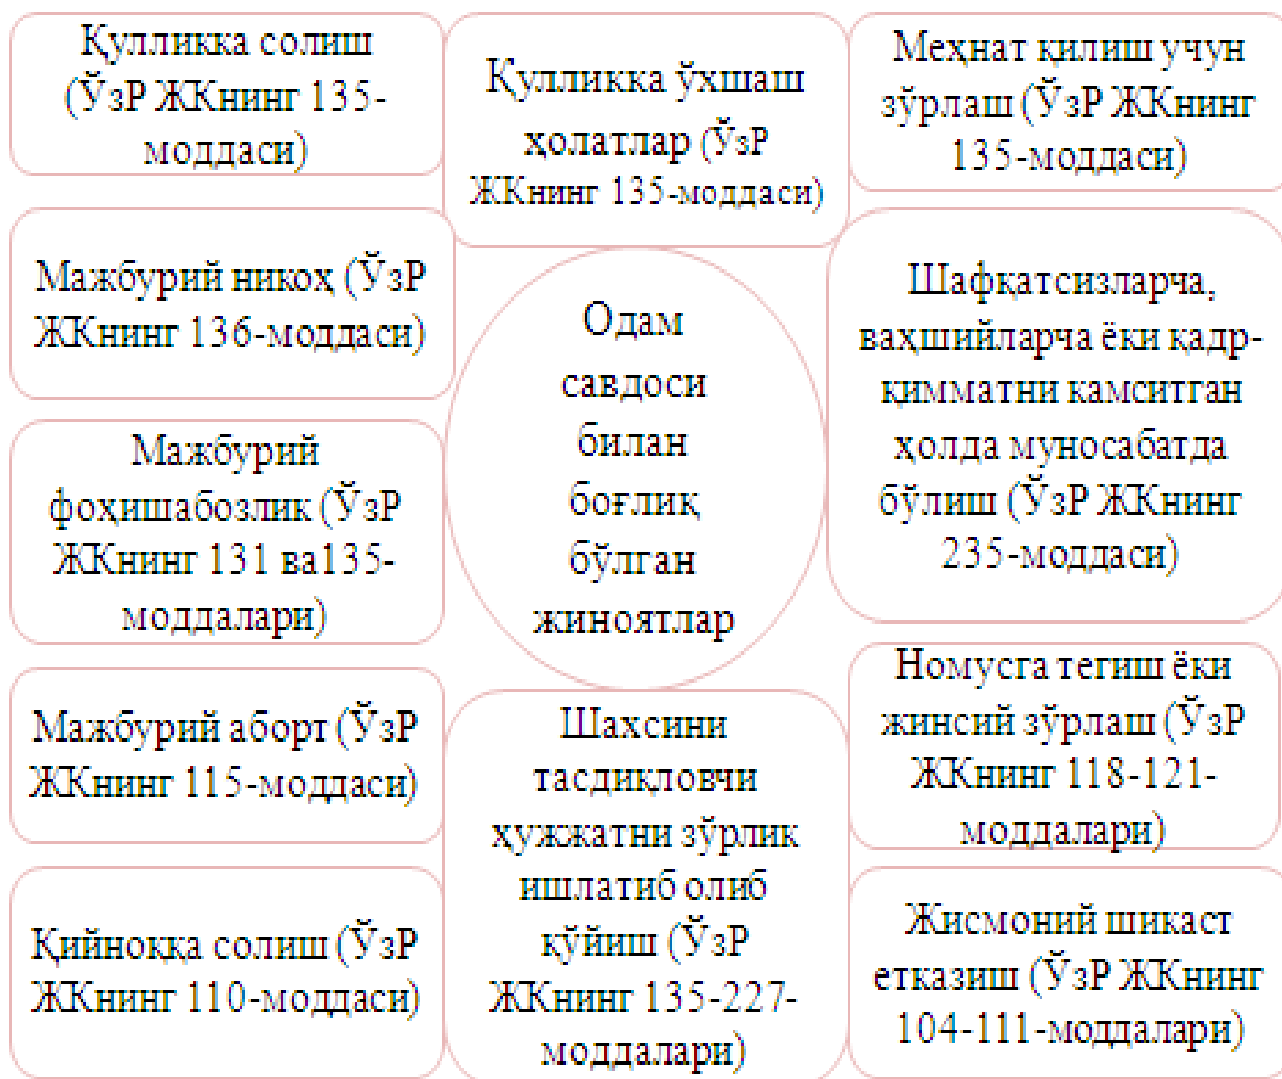 Қулликка солиш
(ЎзР ЖКнинг 135-
моддаси)
Қулликка ўхшаш
ҳолатлар (ЎзР
ЖКнинг 135-моддаси)
Меҳнат қилиш учун
зўрлаш (ЎзР ЖКнинг
135-моддаси)
Мажбурий никоҳ (ЎзР
ЖКнинг 136-моддаси)
Одам
савдоси
билан
боғлиқ
бўлган
жиноятлар
Шафқатсизларча,
ваҳшийларча ёки қадр-
қимматни камситган
ҳолда муносабатда
бўлиш (ЎзР ЖКнинг
235-моддаси)
Мажбурий
фоҳишабозлик (ЎзР
ЖКнинг 131 ва135-
моддалари)
Мажбурий аборт (ЎзР
ЖКнинг 115-моддаси)
Шахсини
тасдиқловчи
ҳужжатни зўрлик
ишлатиб олиб
қўйиш (ЎзР
ЖКнинг 135-227-
моддалари)
Номусга тегиш ёки
жинсий зўрлаш (ЎзР
ЖКнинг 118-121-
моддалари)
Қийноққа солиш (ЎзР
ЖКнинг 110-моддаси)
Жисмоний шикаст
етказиш (ЎзР ЖКнинг
104-111-моддалари)